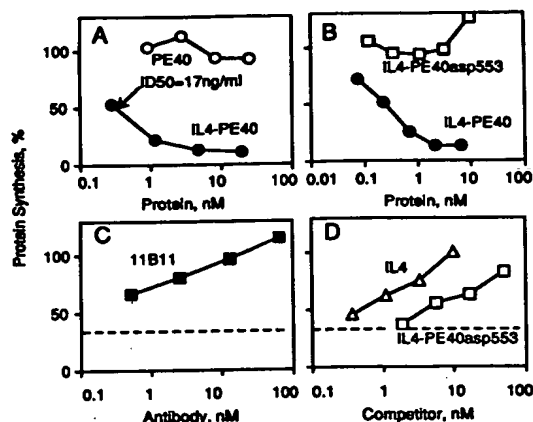 A
PE40
ID50=17ng/ml
IL4-PE40
100
50
0
0.1 1 10 100
Protein, nM
B
IL4-PE40asp553
IL4-PE40
0.01 0.1 1 10 100
Protein, nM
Protein Synthesis, %
C
11B11
100
50
0
0.1 1 10 100
Antibody, nM
D
IL4
IL4-PE40asp553
0.1 1 10 100
Competitor, nM